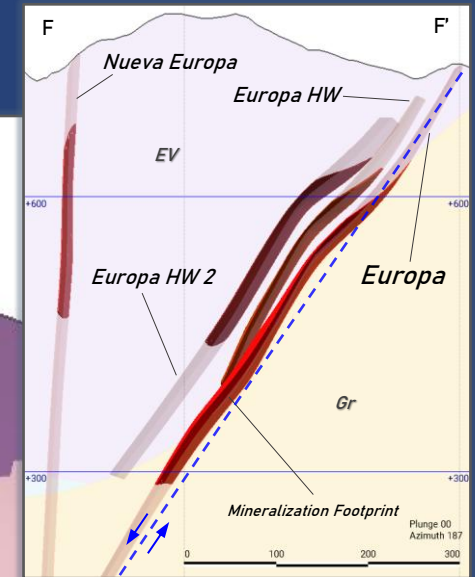 F F'
Nueva Europa
Europa HW
EV
+600 +600
Europa HW 2
Europa
Gr
+300 +300
Mineralization Footprint
Plunge 00
Azimuth 187
0 100 200 300